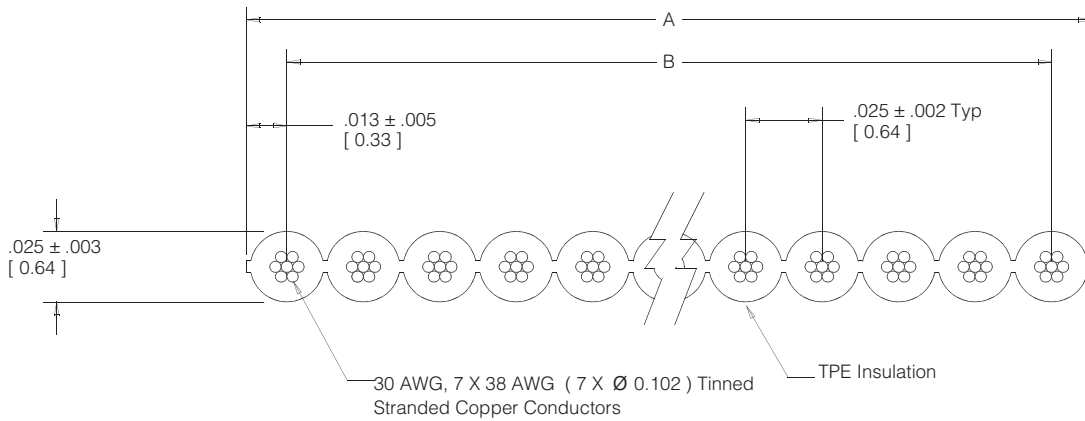 A
B
.013 ± .005
[ 0.33 ]
.025 ± .002 Typ
[ 0.64 ]
.025 ± .003
[ 0.64 ]
30 AWG, 7 X 38 AWG ( 7 X Ø 0.102 ) Tinned
Stranded Copper Conductors
TPE Insulation